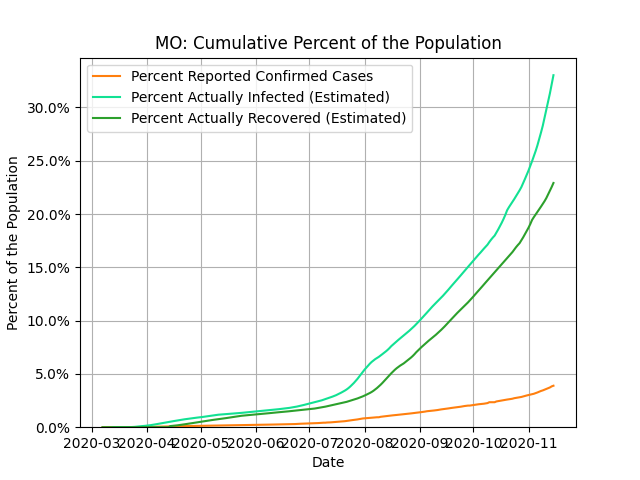 MO: Cumulative Percent of the Population
Percent Reported Confirmed Cases
Percent Actually Infected (Estimated)
Percent Actually Recovered (Estimated)
Percent of the Population
30.0%
25.0%
20.0%
15.0%
10.0%
5.0%
0.0%
2020-03 2020-04 2020-05 2020-06 2020-07 2020-08 2020-09 2020-10 2020-11
Date